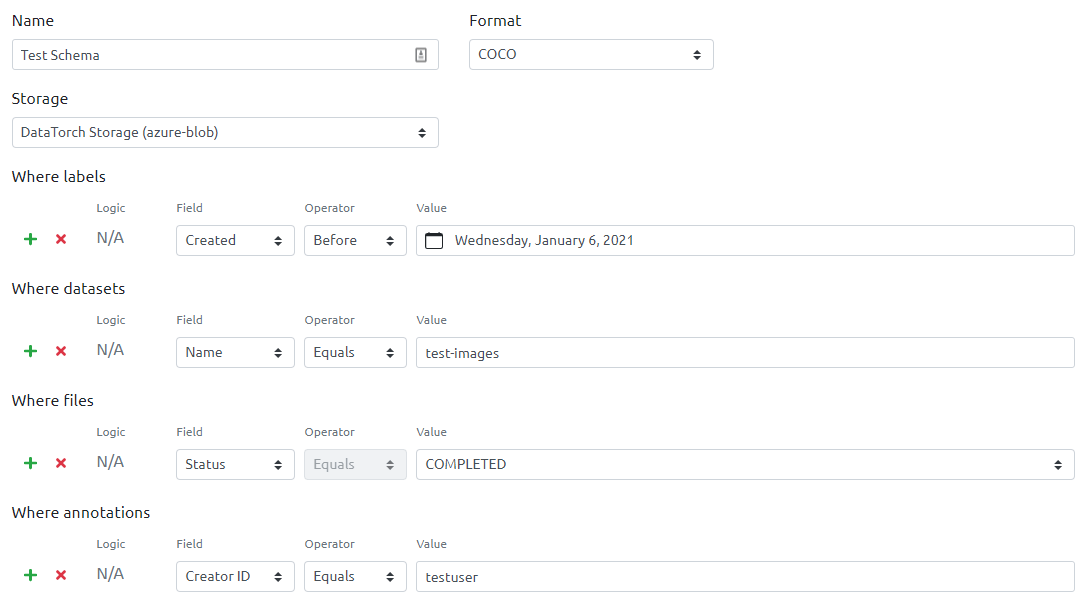 Name Format
Test Schema COCO
Storage
DataTorch Storage (azure-blob)
Where labels
Logic Field Operator Value
N/A Created Before Wednesday, January 6, 2021
Where datasets
Logic Field Operator Value
N/A Name Equals test-images
Where files
Logic Field Operator Value
N/A Status Equals COMPLETED
Where annotations
Logic Field Operator Value
N/A Creator ID Equals testuser